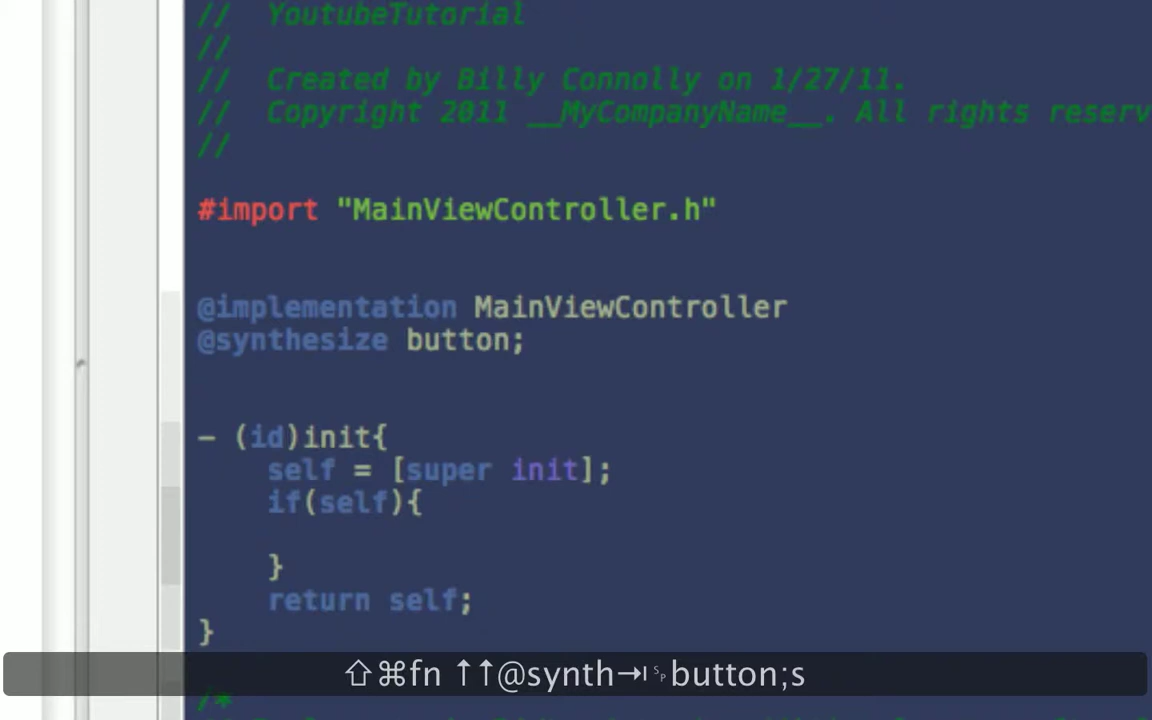 // YoutubeTutorial
//
// Created by Billy Connolly on 1/27/11.
// Copyright 2011 __MyCompanyName__. All rights reserv
//
#import "MainViewController.h"
@implementation MainViewController
@synthesize button;
- (id)init{
self = [super init];
if(self){
}
return self;
}
⇧⌘fn ↑↑@synth⇥␠button;s
/*